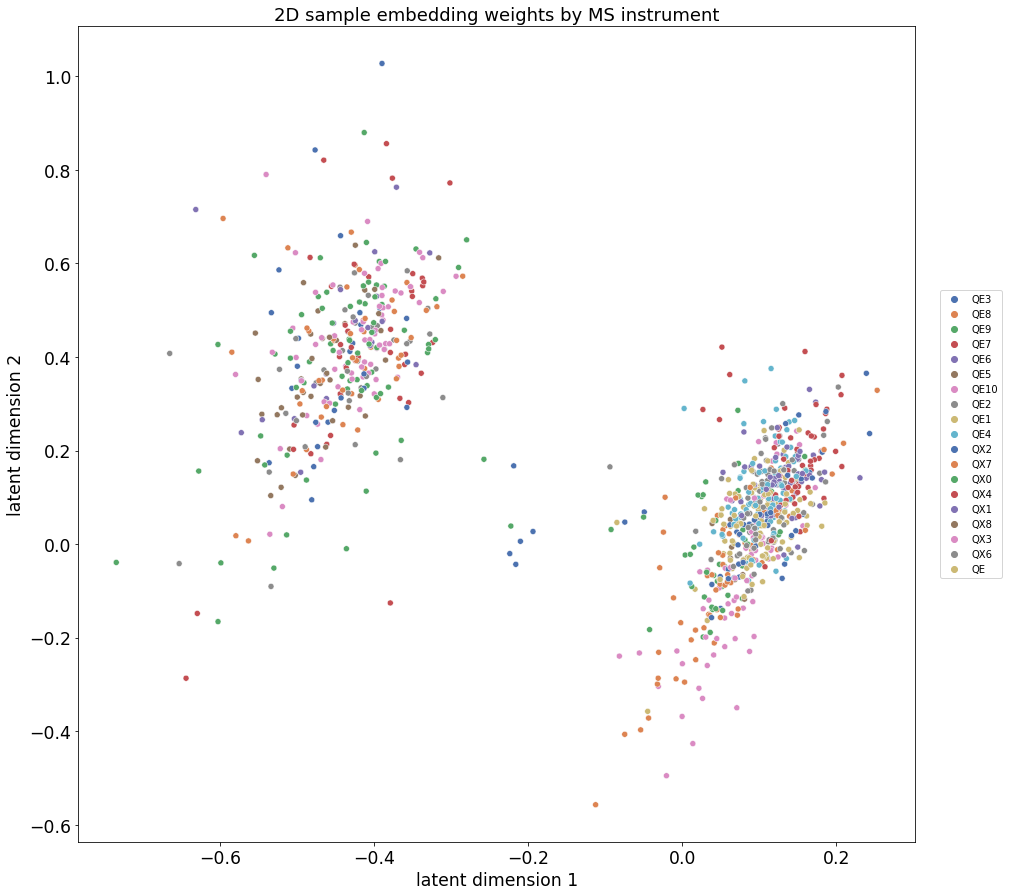 2D sample embedding weights by MS instrument
latent dimension 2
1.0
0.8
0.6
0.4
0.2
0.0
−0.2
−0.4
−0.6
−0.6
−0.4
−0.2
0.0
0.2
latent dimension 1
QE3
QE8
QE9
QE7
QE6
QE5
QE10
QE2
QE1
QE4
QX2
QX7
QX0
QX4
QX1
QX8
QX3
QX6
QE